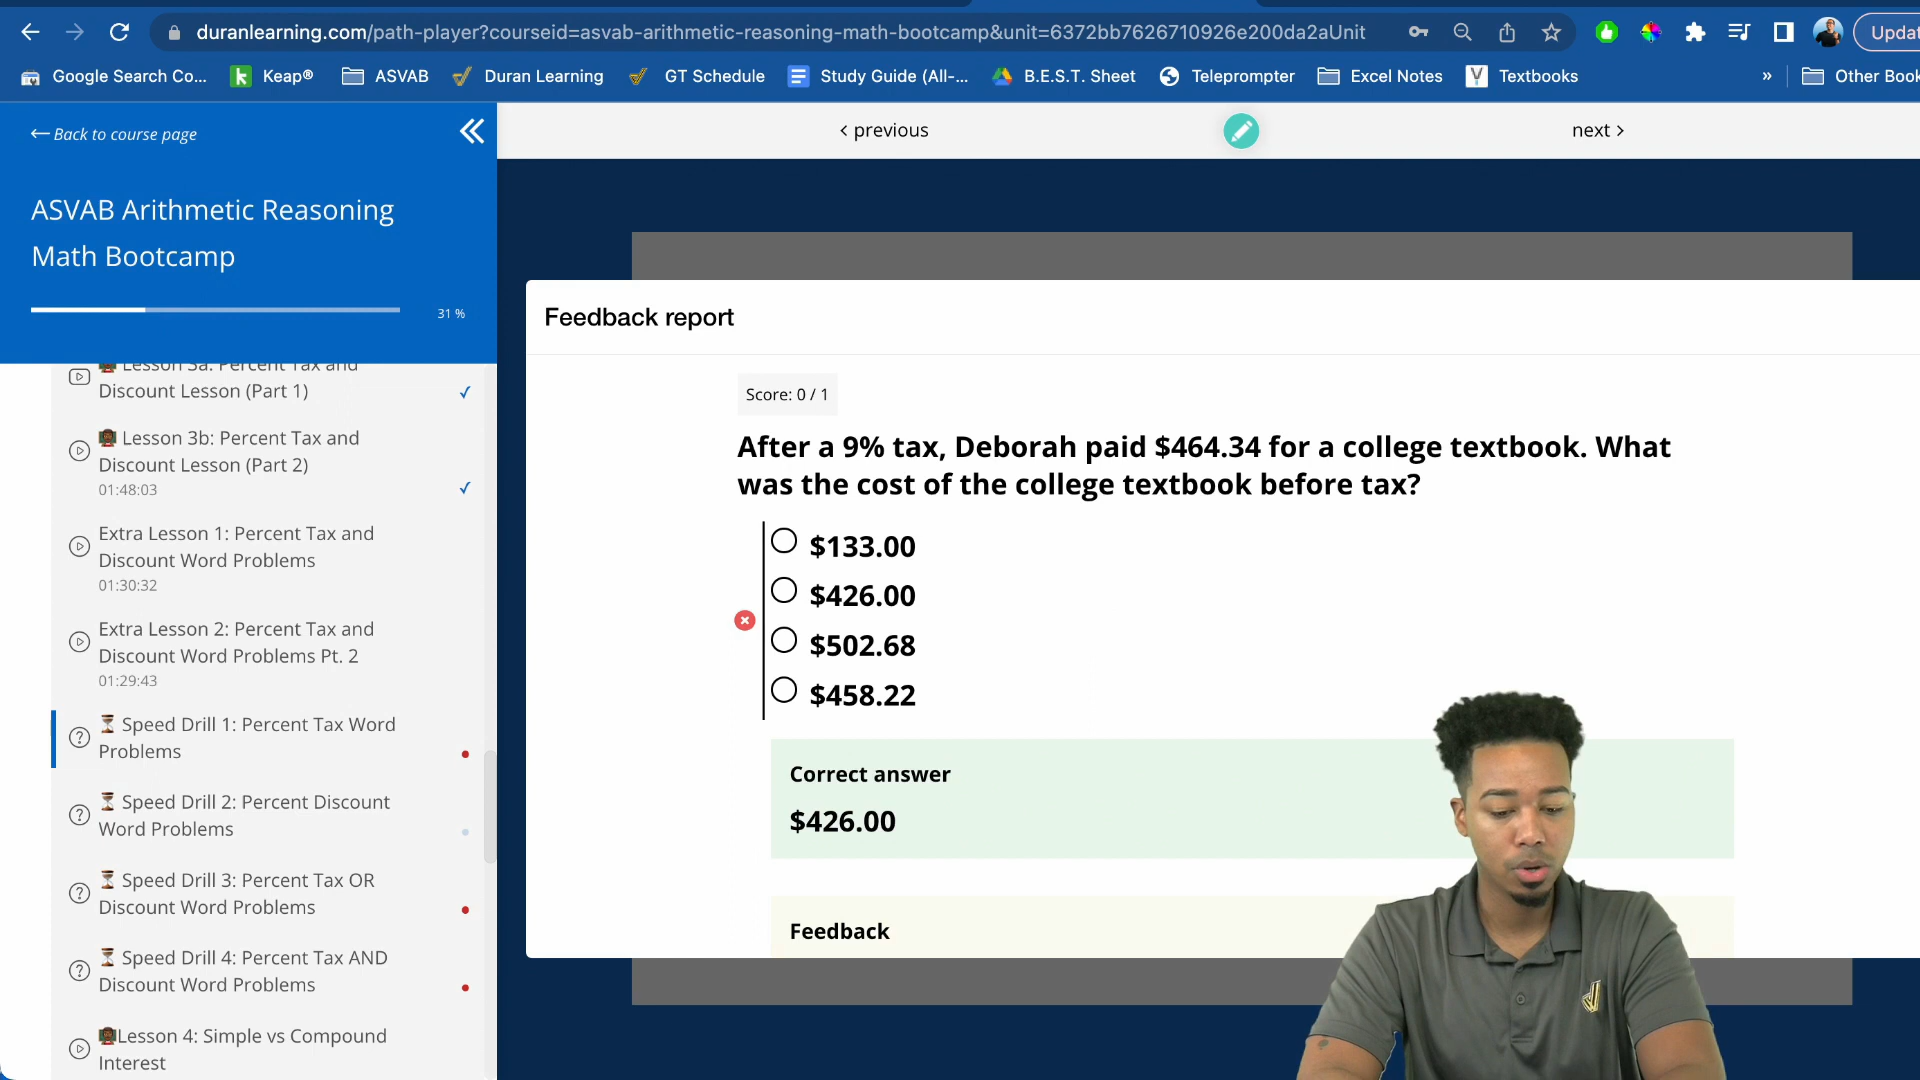 duranlearning.com/path-player?courseid=asvab-arithmetic-reasoning-math-bootcamp&unit=6372bb7626710926e200da2aUnit
Updat
Google Search Co...
Keap®
ASVAB
Duran Learning
GT Schedule
Study Guide (All-...
B.E.S.T. Sheet
Teleprompter
Excel Notes
Textbooks
»
Other Book
Back to course page
‹ previous
next ›
ASVAB Arithmetic Reasoning
Math Bootcamp
31 %
Lesson 3a: Percent Tax and
Discount Lesson (Part 1)
Lesson 3b: Percent Tax and
Discount Lesson (Part 2)
01:48:03
Extra Lesson 1: Percent Tax and
Discount Word Problems
01:30:32
Extra Lesson 2: Percent Tax and
Discount Word Problems Pt. 2
01:29:43
Speed Drill 1: Percent Tax Word
Problems
Speed Drill 2: Percent Discount
Word Problems
Speed Drill 3: Percent Tax OR
Discount Word Problems
Speed Drill 4: Percent Tax AND
Discount Word Problems
Lesson 4: Simple vs Compound
Interest
Feedback report
Score: 0 / 1
After a 9% tax, Deborah paid $464.34 for a college textbook. What
was the cost of the college textbook before tax?
$133.00
$426.00
$502.68
$458.22
Correct answer
$426.00
Feedback